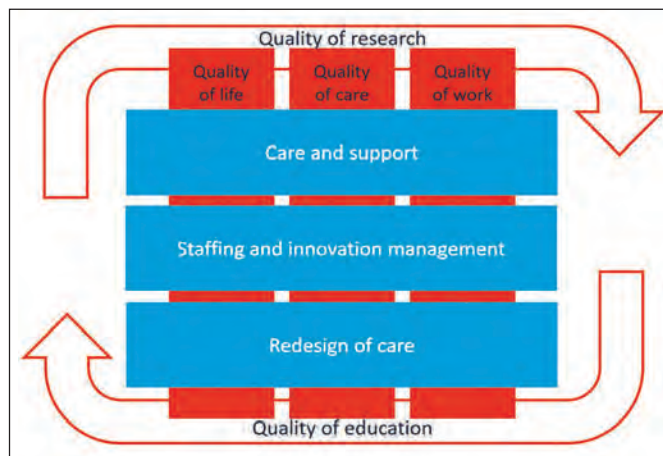 Quality of research
Quality Quality Quality
of life of care of work
Care and support
Staffing and innovation management
Redesign of care
Quality of education